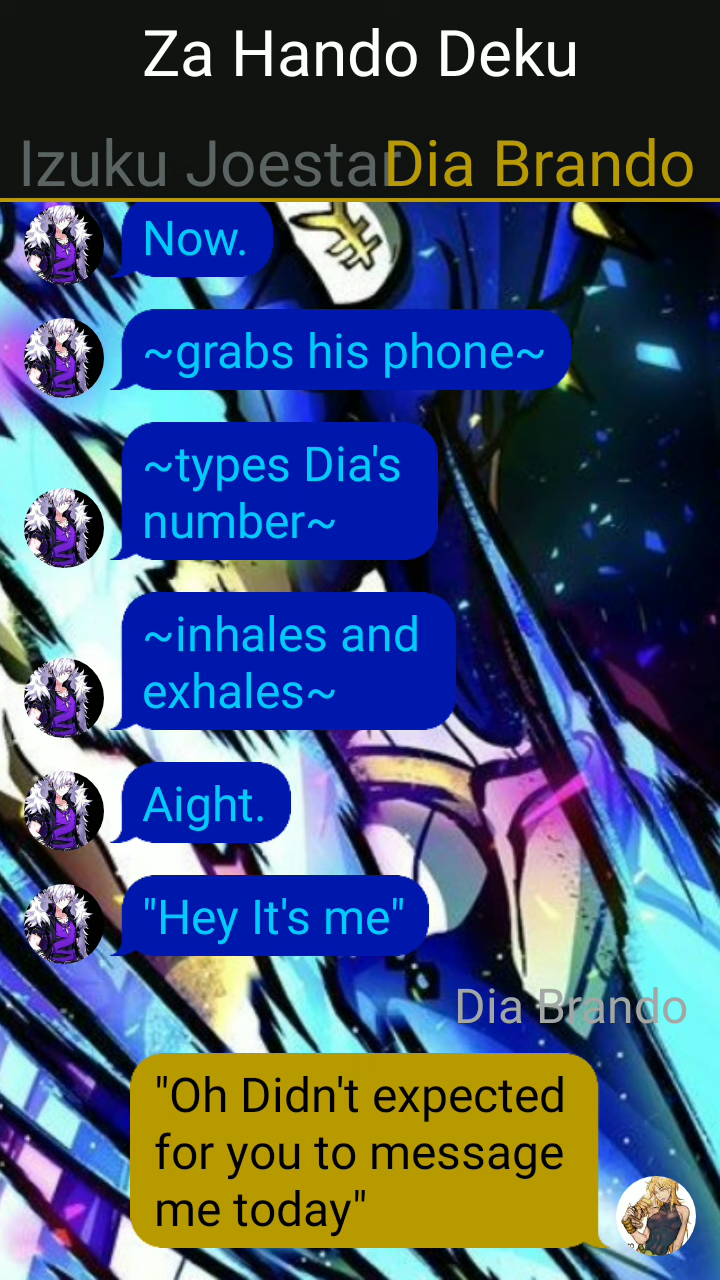 Za Hando Deku
Izuku Joestar
Dia Brando
Now.
~grabs his phone~
~types Dia's
number~
~inhales and
exhales~
Aight.
"Hey It's me"
Dia Brando
"Oh Didn't expected
for you to message
me today"